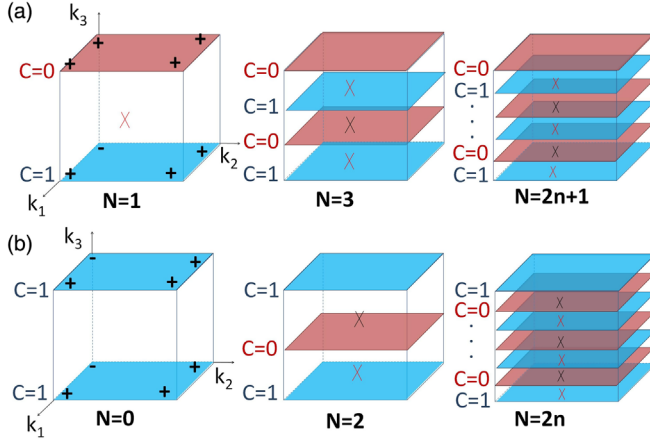 (a)
k3
C=0
+ + + +
C=1
- + + +
k2
k1
N=1
C=0
C=1
C=0
C=1
X
X
X
N=3
C=0
C=1
C=0
C=1
X
X
X
X
X
N=2n+1
(b)
k3
C=1
- + + +
C=1
- + + +
k2
k1
N=0
C=1
C=0
C=1
X
X
N=2
C=1
C=0
C=0
C=1
X
X
X
X
X
X
N=2n